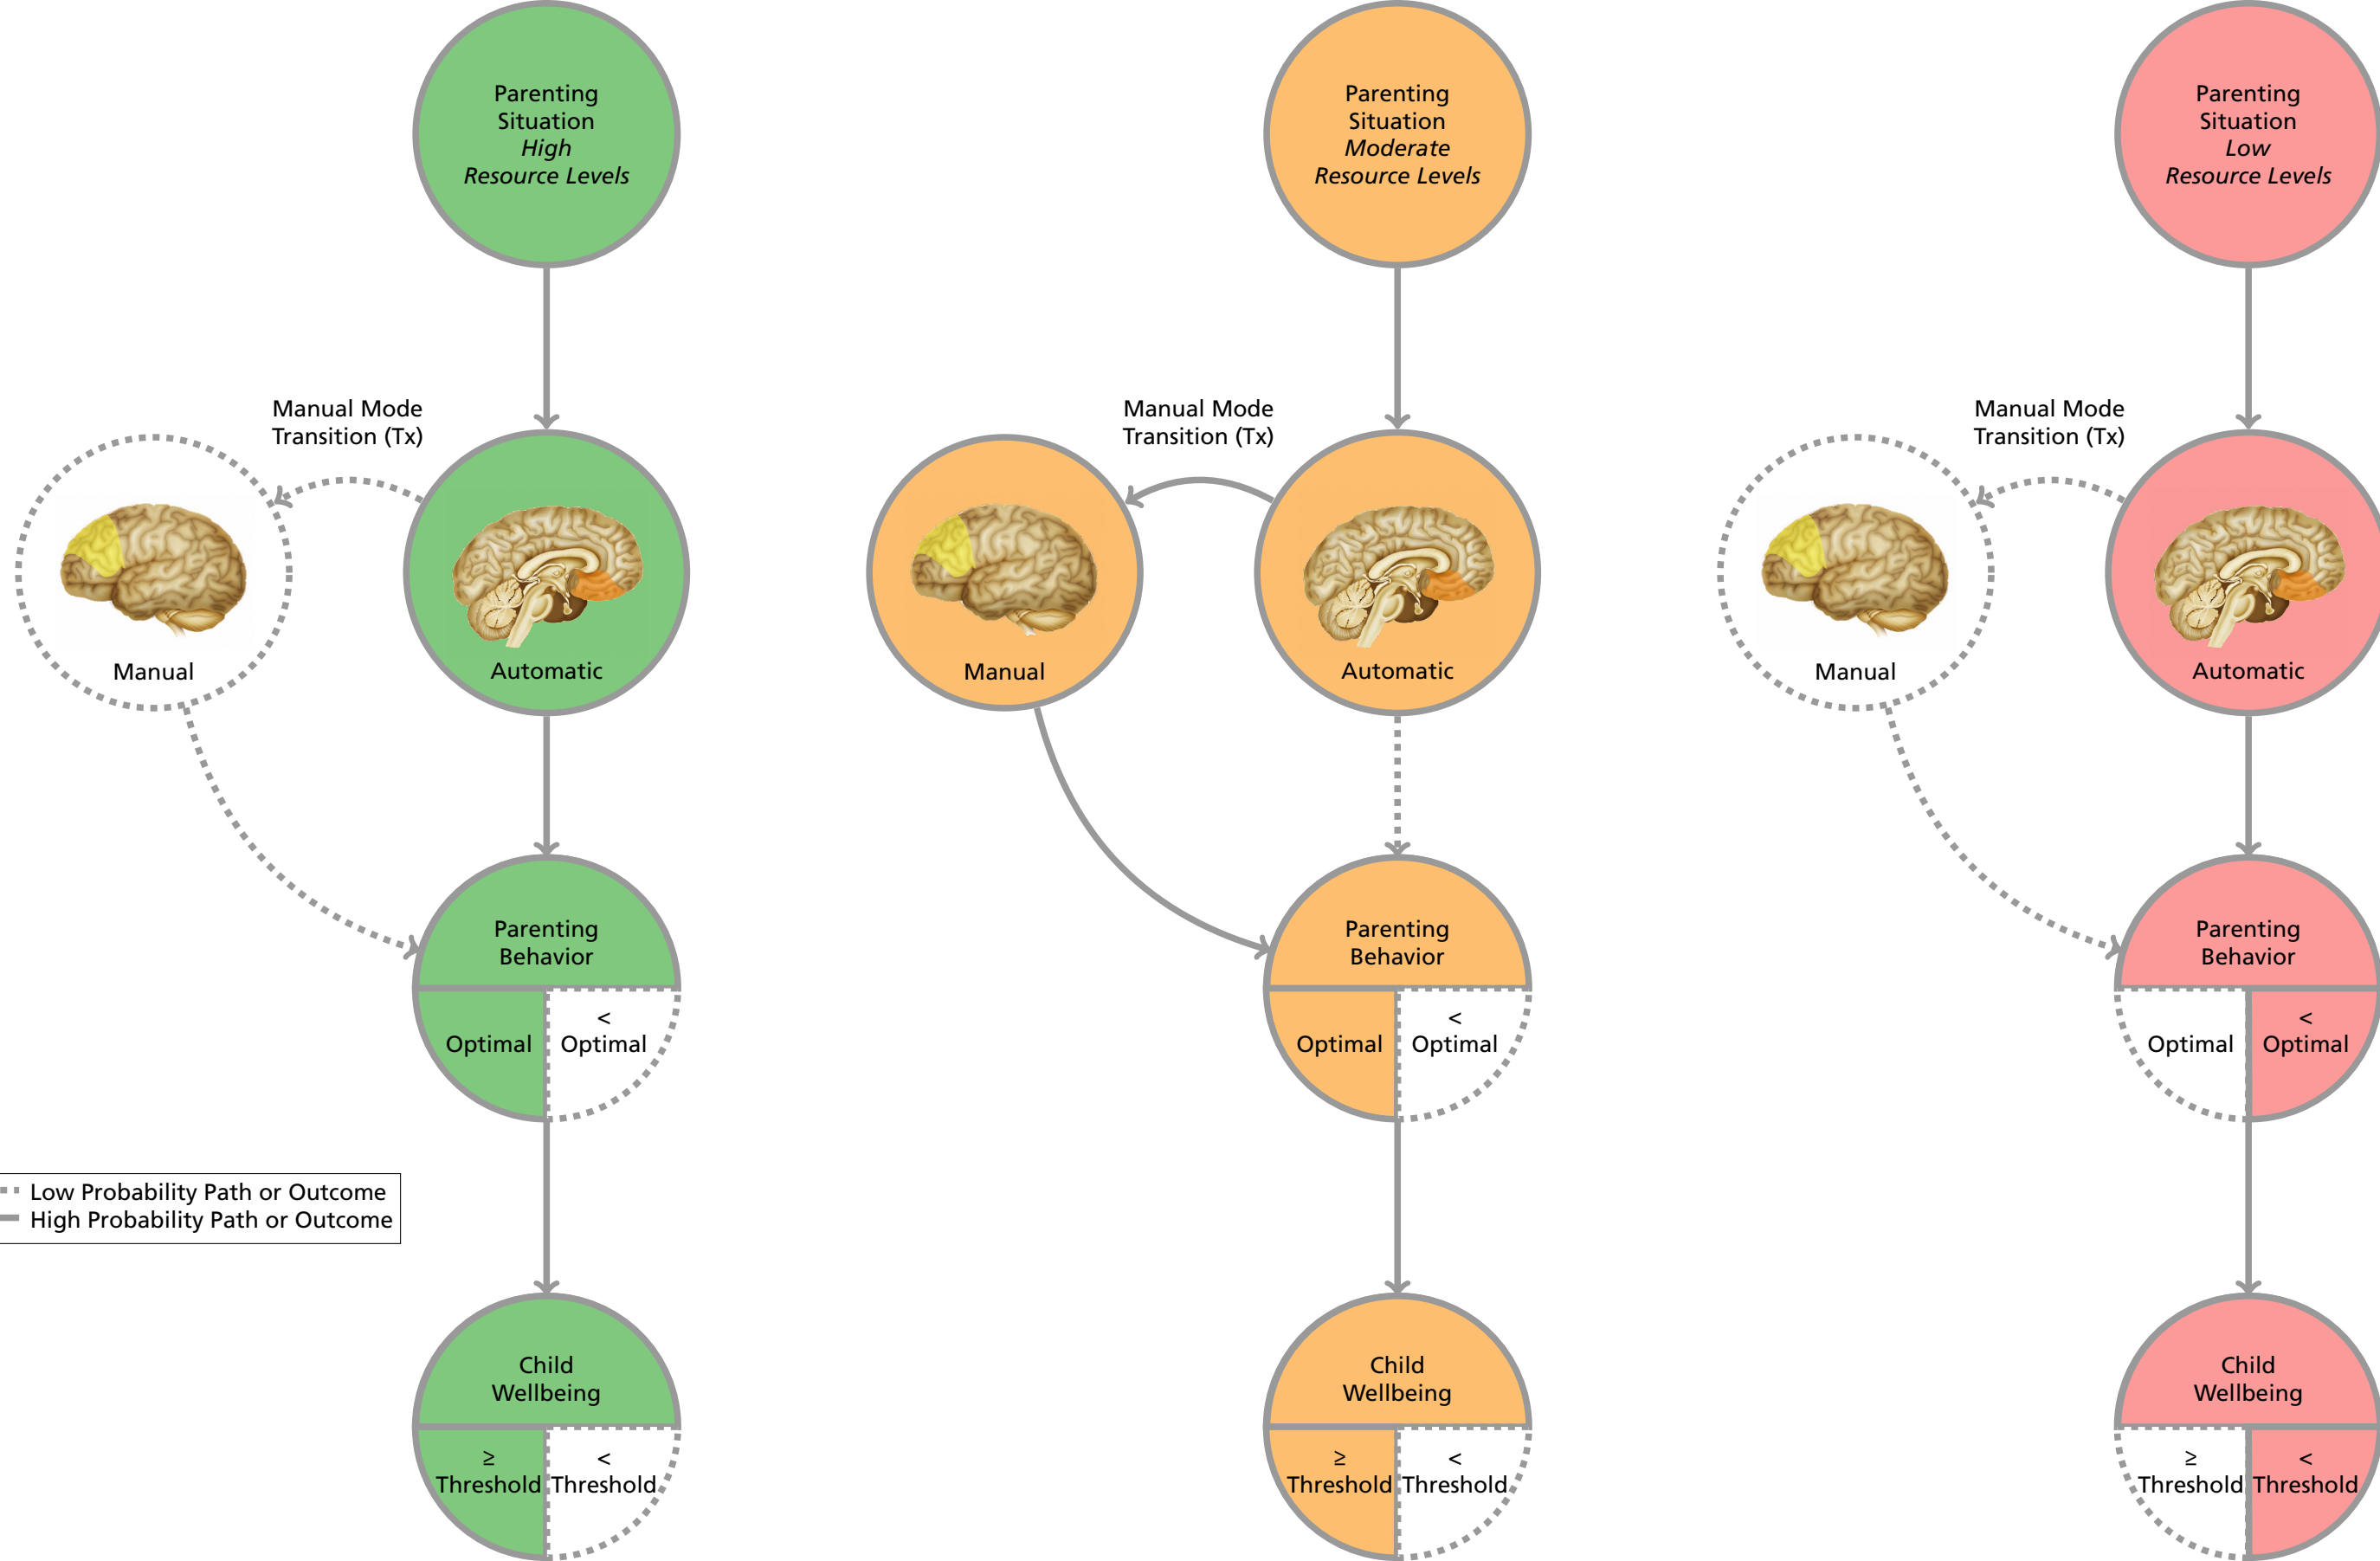 Parenting
Situation
High
Resource Levels
Manual Mode
Transition (Tx)
Manual
Automatic
Parenting
Behavior
Optimal
<
Optimal
Child
Wellbeing
≥
Threshold
<
Threshold
Low Probability Path or Outcome
High Probability Path or Outcome
Parenting
Situation
Moderate
Resource Levels
Manual Mode
Transition (Tx)
Manual
Automatic
Parenting
Behavior
Optimal
<
Optimal
Child
Wellbeing
≥
Threshold
<
Threshold
Parenting
Situation
Low
Resource Levels
Manual Mode
Transition (Tx)
Manual
Automatic
Parenting
Behavior
Optimal
<
Optimal
Child
Wellbeing
≥
Threshold
<
Threshold